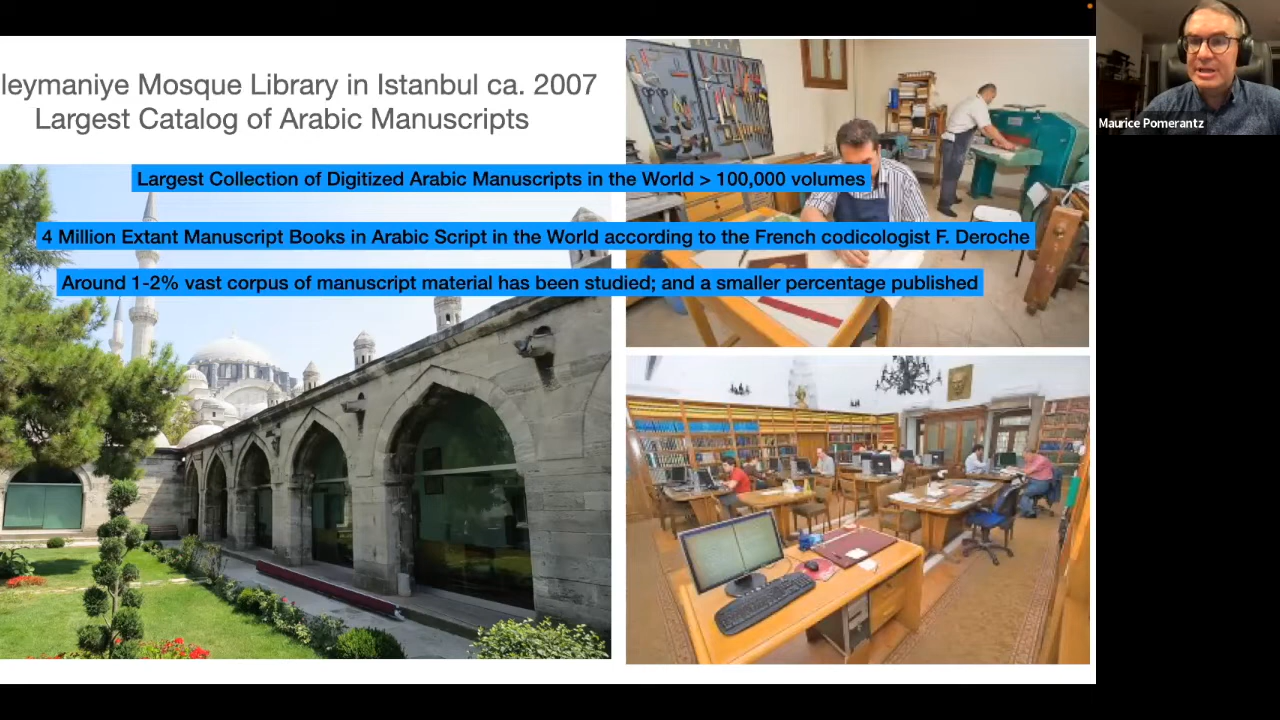 leymaniye Mosque Library in Istanbul ca. 2007
Largest Catalog of Arabic Manuscripts
Largest Collection of Digitized Arabic Manuscripts in the World > 100,000 volumes
4 Million Extant Manuscript Books in Arabic Script in the World according to the French codicologist F. Deroche
Around 1-2% vast corpus of manuscript material has been studied; and a smaller percentage published
Maurice Pomerantz